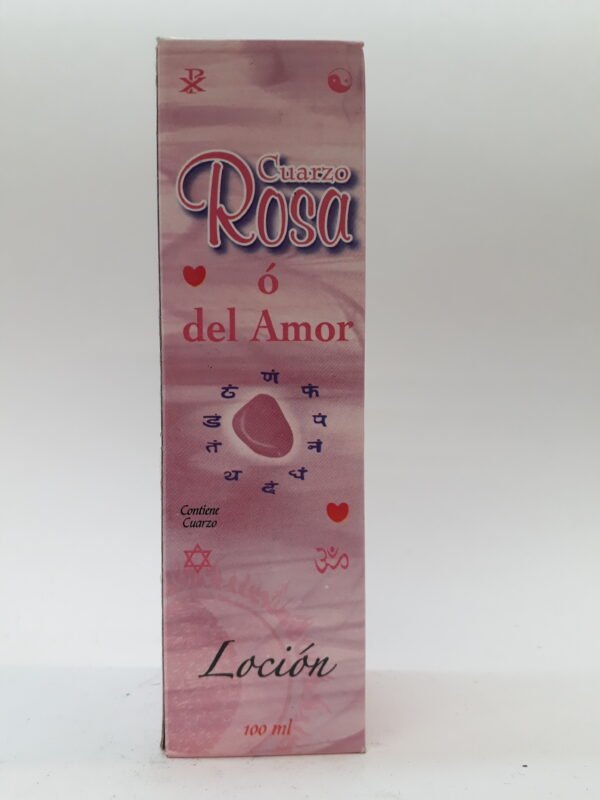 Cuarzo
Rosa
ó
del Amor
णं
फं
पं
नं
धं
दं
थ
तं
डं
Contiene
Cuarzo
ॐ
Loción
100 ml